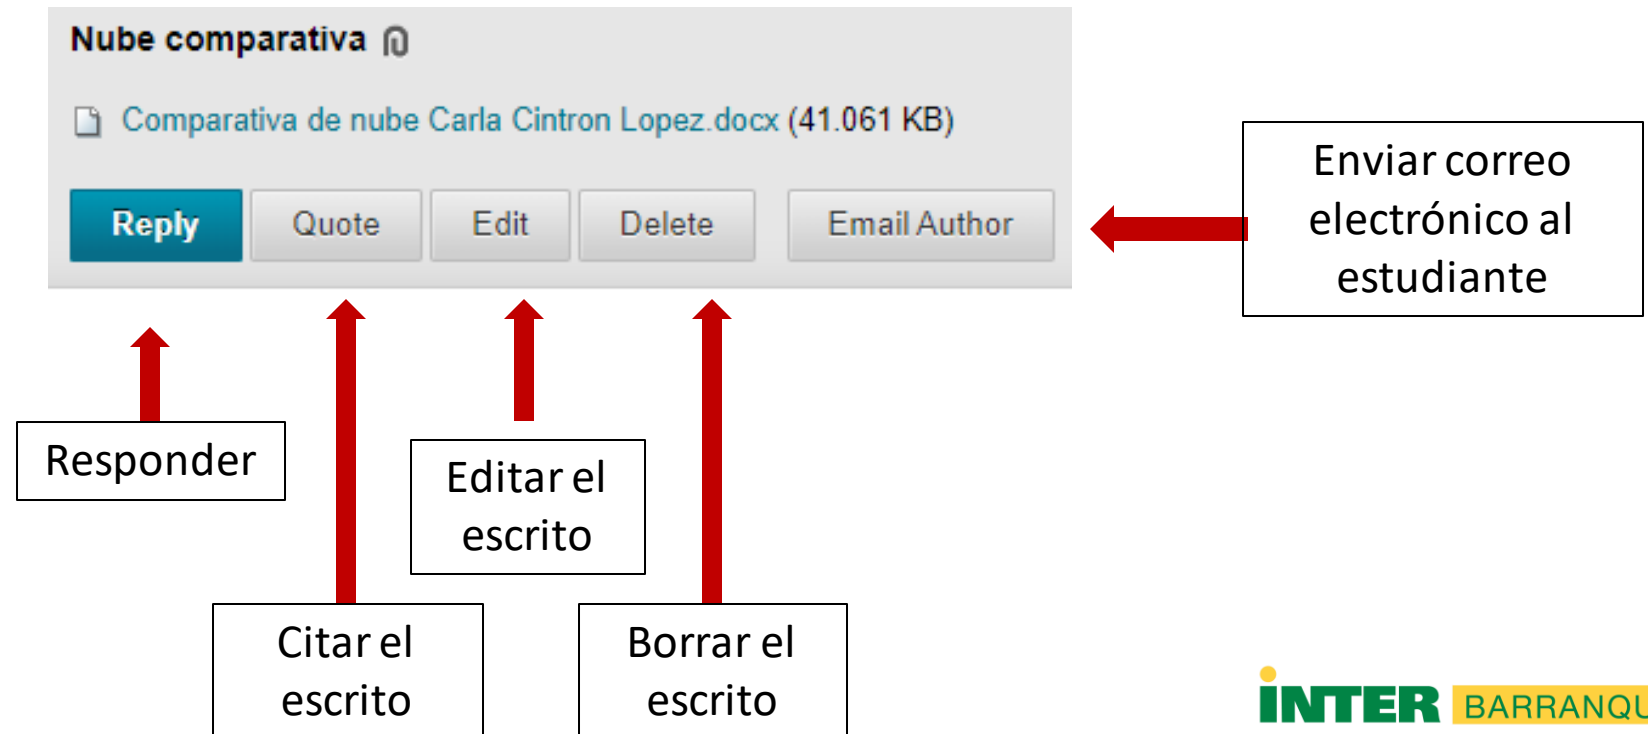 Nube comparativa
Comparativa de nube Carla Cintron Lopez.docx (41.061 KB)
Reply Quote Edit Delete Email Author
Enviar correo
electrónico al
estudiante
Responder
Editar el
escrito
Citar el
escrito
Borrar el
escrito
INTER BARRANQU